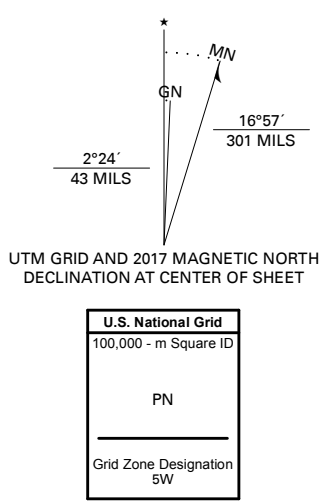 ★
MN
GN
16°57´
301 MILS
2°24´
43 MILS
UTM GRID AND 2017 MAGNETIC NORTH
DECLINATION AT CENTER OF SHEET
U.S. National Grid
100,000 - m Square ID
PN
Grid Zone Designation
5W